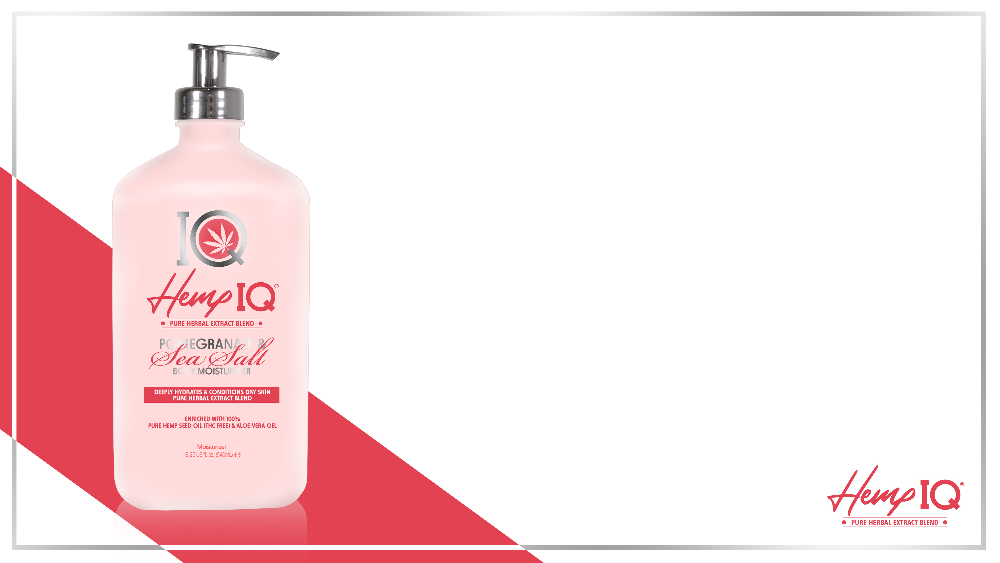 IQ
Hemp IQ®
• PURE HERBAL EXTRACT BLEND •
POMEGRANATE &
Sea Salt
BODY MOISTURIZER
DEEPLY HYDRATES & CONDITIONS DRY SKIN
PURE HERBAL EXTRACT BLEND
ENRICHED WITH 100%
PURE HEMP SEED OIL (THC FREE) & ALOE VERA GEL
Moisturizer
18.25 US fl. oz. (540mL) ℮
Hemp IQ®
• PURE HERBAL EXTRACT BLEND •